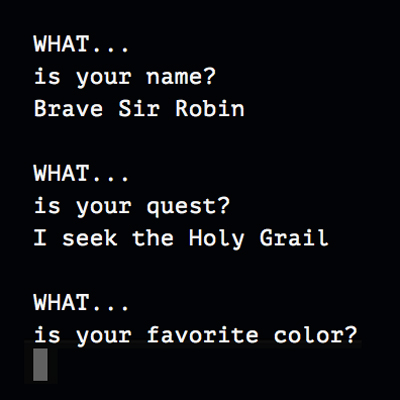 WHAT...
is your name?
Brave Sir Robin
WHAT...
is your quest?
I seek the Holy Grail
WHAT...
is your favorite color?